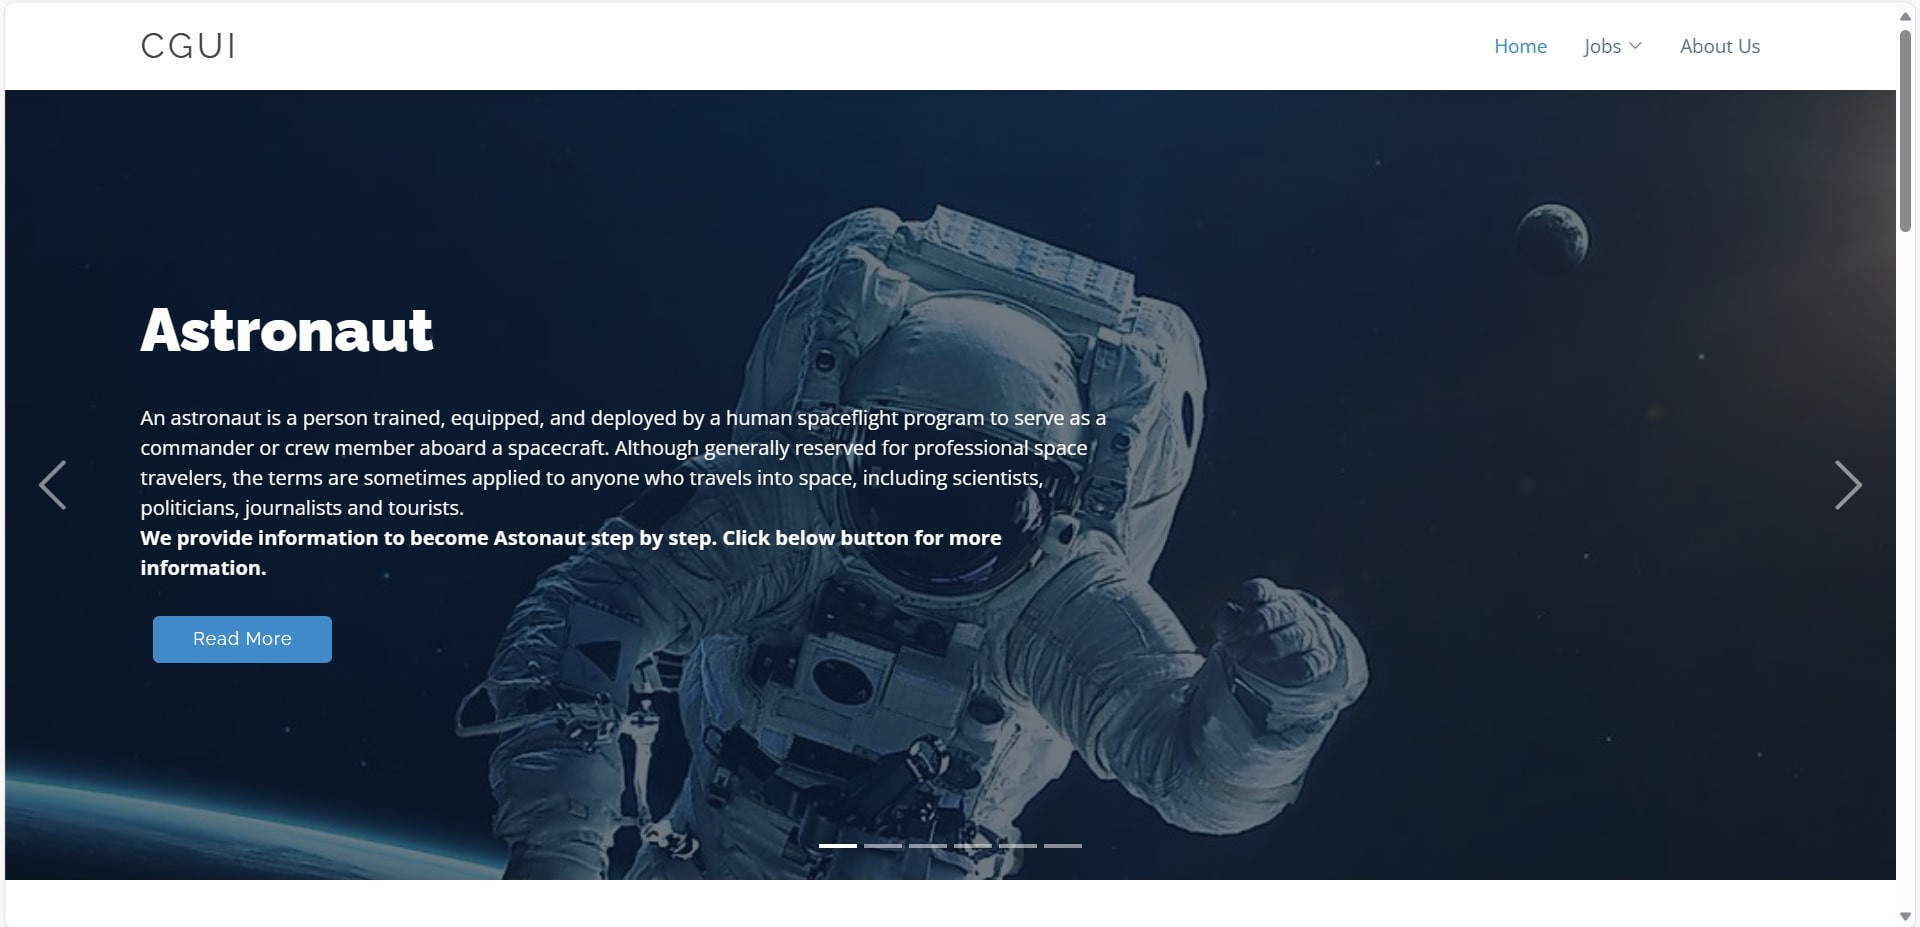 CGUI
Home
Jobs
About Us
Astronaut
An astronaut is a person trained, equipped, and deployed by a human spaceflight program to serve as a
commander or crew member aboard a spacecraft. Although generally reserved for professional space
travelers, the terms are sometimes applied to anyone who travels into space, including scientists,
politicians, journalists and tourists.
We provide information to become Astonaut step by step. Click below button for more
information.
Read More